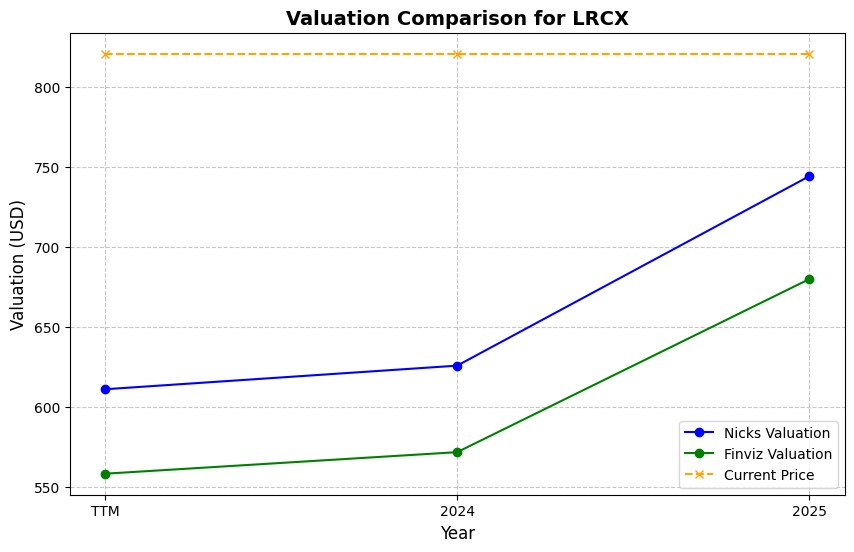 Valuation Comparison for LRCX
Valuation (USD)
800
750
700
650
600
550
TTM
2024
2025
Year
Nicks Valuation
Finviz Valuation
Current Price